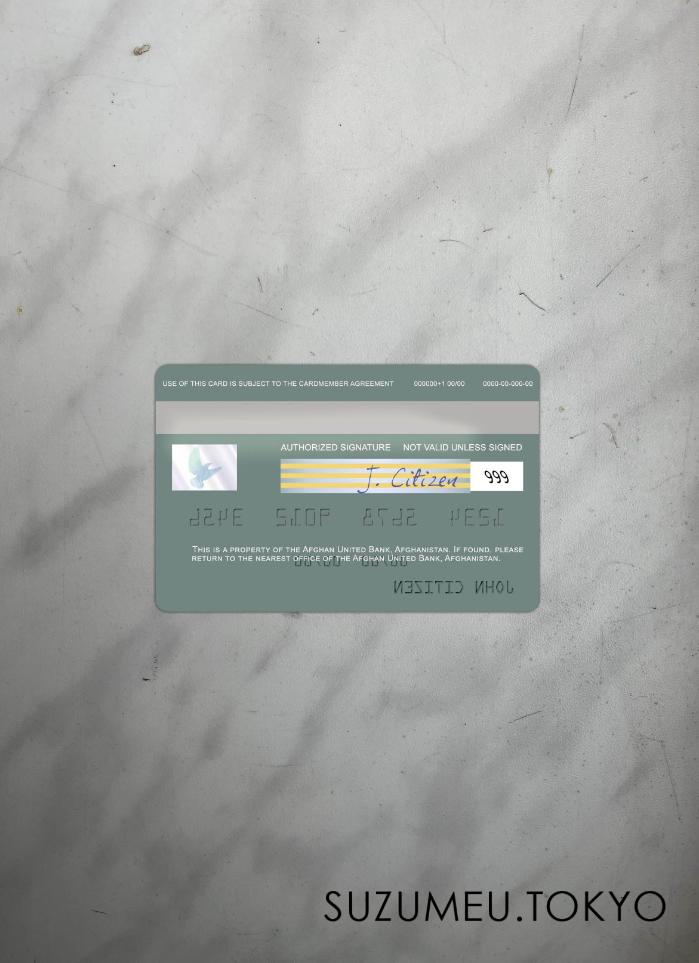 USE OF THIS CARD IS SUBJECT TO THE CARDMEMBER AGREEMENT 000000+1 00/00 0000-00-000-00
AUTHORIZED SIGNATURE NOT VALID UNLESS SIGNED
J. Citizen 999
THIS IS A PROPERTY OF THE AFGHAN UNITED BANK, AFGHANISTAN. IF FOUND, PLEASE
RETURN TO THE NEAREST OFFICE OF THE AFGHAN UNITED BANK, AFGHANISTAN.
JOHN CITIZEN
SUZUMEU.TOKYO